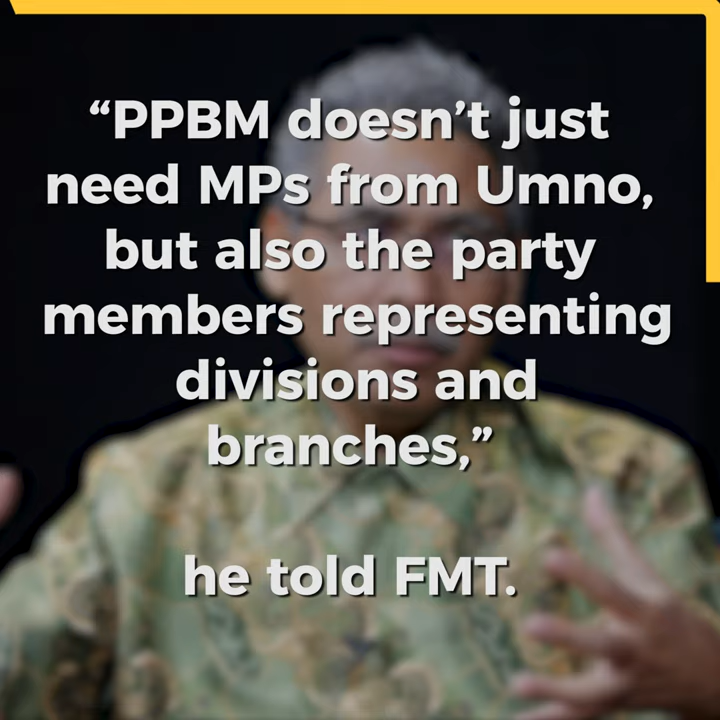 “PPBM doesn’t just
need MPs from Umno,
but also the party
members representing
divisions and
branches,”
he told FMT.